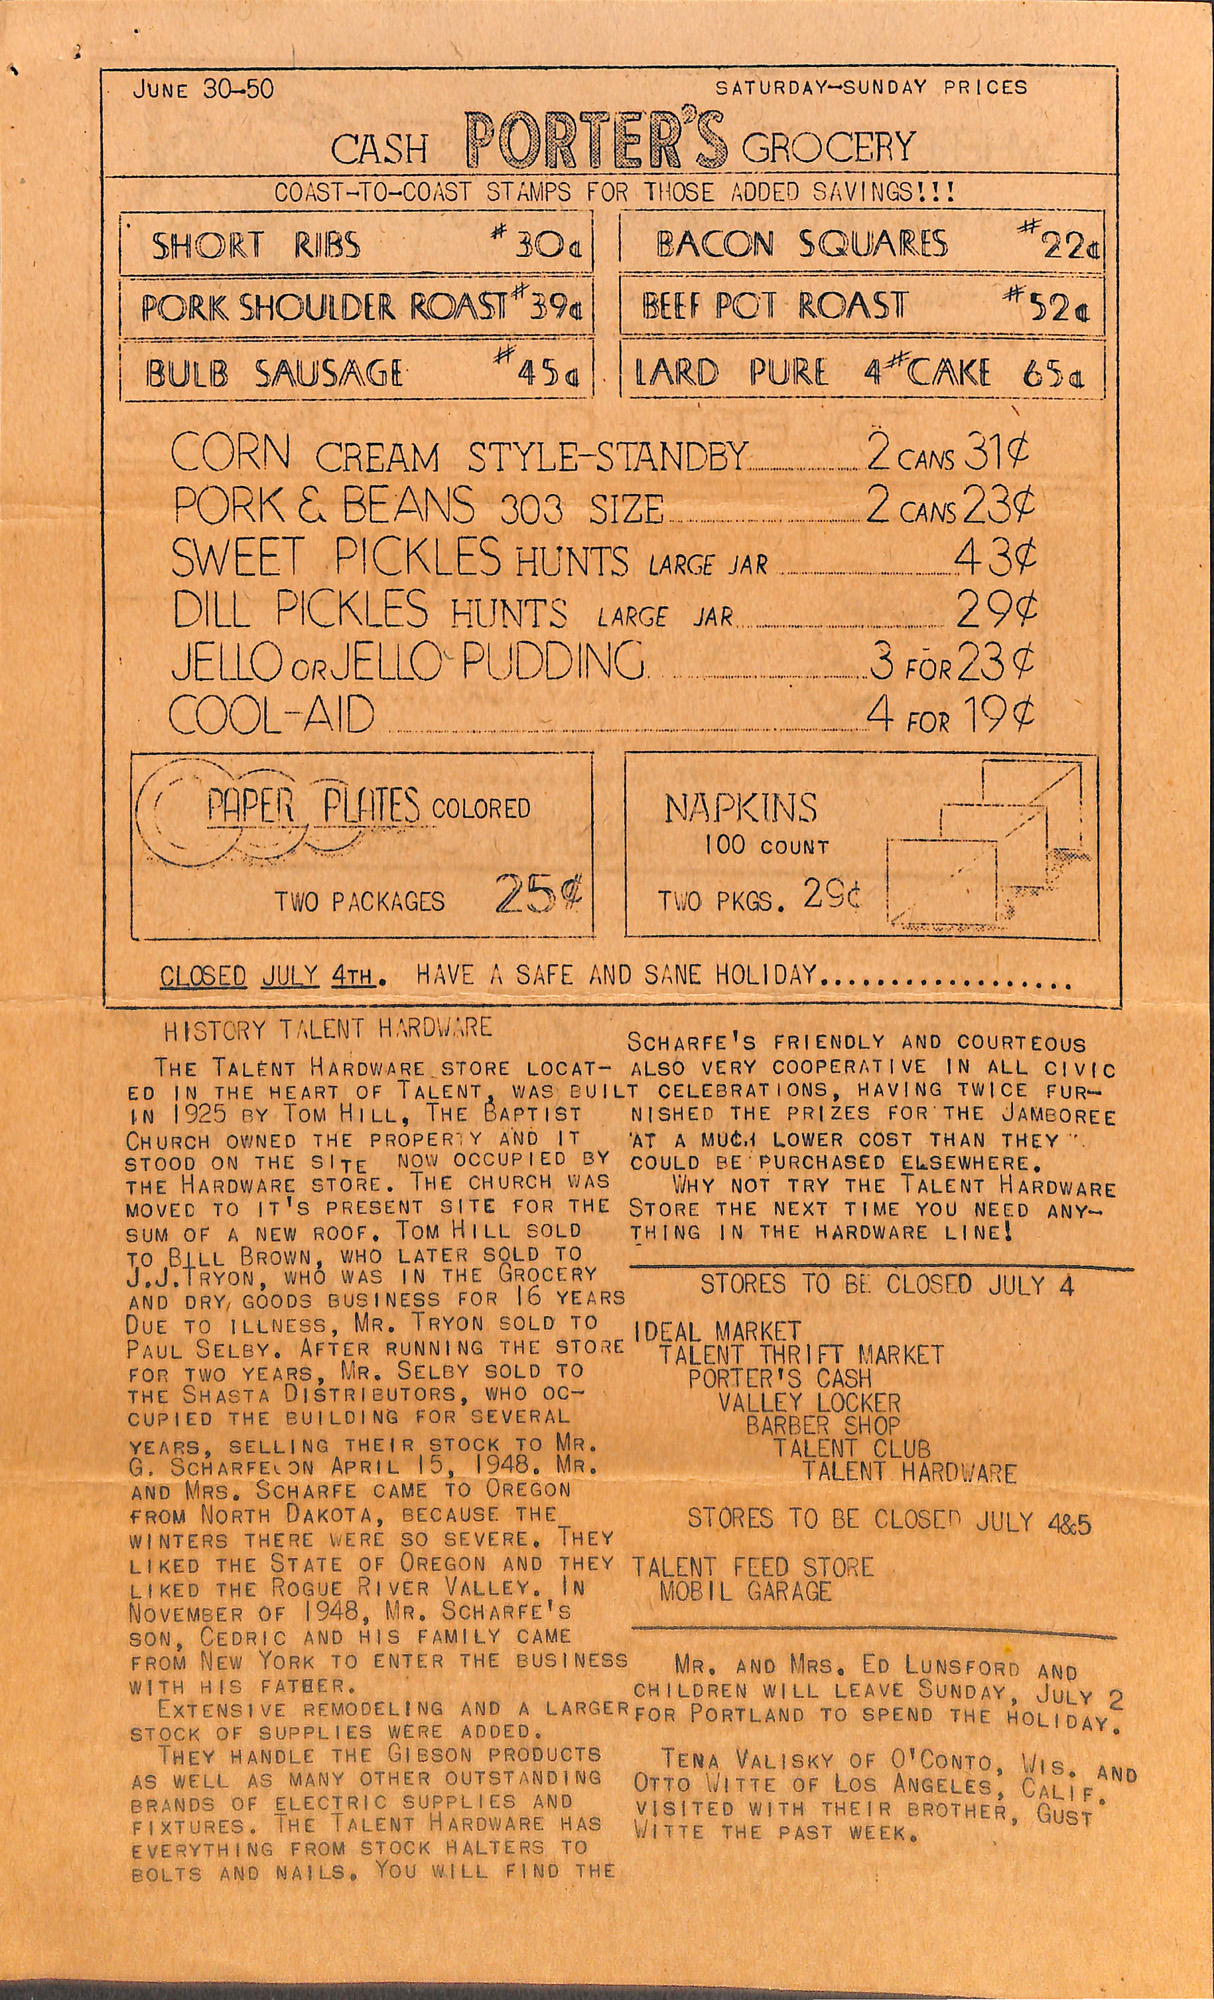 JUNE 30-50
SATURDAY-SUNDAY PRICES
CASH PORTER'S GROCERY
COAST-TO-COAST STAMPS FOR THOSE ADDED SAVINGS!!!
SHORT RIBS # 30¢
BACON SQUARES # 22¢
PORK SHOULDER ROAST # 39¢
BEEF POT ROAST # 52¢
BULB SAUSAGE # 45¢
LARD PURE 4# CAKE 65¢
CORN CREAM STYLE-STANDBY............2 CANS 31¢
PORK & BEANS 303 SIZE............2 CANS 23¢
SWEET PICKLES HUNTS LARGE JAR............43¢
DILL PICKLES HUNTS LARGE JAR............29¢
JELLO OR JELLO PUDDING............3 FOR 23¢
COOL-AID............4 FOR 19¢
PAPER PLATES COLORED
TWO PACKAGES 25¢
NAPKINS
100 COUNT
TWO PKGS. 29¢
CLOSED JULY 4TH. HAVE A SAFE AND SANE HOLIDAY...................
HISTORY TALENT HARDWARE
THE TALENT HARDWARE STORE LOCAT-
ED IN THE HEART OF TALENT, WAS BUILT
IN 1925 BY TOM HILL, THE BAPTIST
CHURCH OWNED THE PROPERTY AND IT
STOOD ON THE SITE NOW OCCUPIED BY
THE HARDWARE STORE. THE CHURCH WAS
MOVED TO IT'S PRESENT SITE FOR THE
SUM OF A NEW ROOF. TOM HILL SOLD
TO BILL BROWN, WHO LATER SOLD TO
J.J.TRYON, WHO WAS IN THE GROCERY
AND DRY GOODS BUSINESS FOR 16 YEARS
DUE TO ILLNESS, MR. TRYON SOLD TO
PAUL SELBY. AFTER RUNNING THE STORE
FOR TWO YEARS, MR. SELBY SOLD TO
THE SHASTA DISTRIBUTORS, WHO OC-
CUPIED THE BUILDING FOR SEVERAL
YEARS, SELLING THEIR STOCK TO MR.
G. SCHARFE ON APRIL 15, 1948. MR.
AND MRS. SCHARFE CAME TO OREGON
FROM NORTH DAKOTA, BECAUSE THE
WINTERS THERE WERE SO SEVERE. THEY
LIKED THE STATE OF OREGON AND THEY
LIKED THE ROGUE RIVER VALLEY. IN
NOVEMBER OF 1948, MR. SCHARFE'S
SON, CEDRIC AND HIS FAMILY CAME
FROM NEW YORK TO ENTER THE BUSINESS
WITH HIS FATHER.
EXTENSIVE REMODELING AND A LARGER
STOCK OF SUPPLIES WERE ADDED.
THEY HANDLE THE GIBSON PRODUCTS
AS WELL AS MANY OTHER OUTSTANDING
BRANDS OF ELECTRIC SUPPLIES AND
FIXTURES. THE TALENT HARDWARE HAS
EVERYTHING FROM STOCK HALTERS TO
BOLTS AND NAILS. YOU WILL FIND THE
SCHARFE'S FRIENDLY AND COURTEOUS
ALSO VERY COOPERATIVE IN ALL CIVIC
CELEBRATIONS, HAVING TWICE FUR-
NISHED THE PRIZES FOR THE JAMBOREE
AT A MUCH LOWER COST THAN THEY
COULD BE PURCHASED ELSEWHERE.
WHY NOT TRY THE TALENT HARDWARE
STORE THE NEXT TIME YOU NEED ANY-
THING IN THE HARDWARE LINE!
STORES TO BE CLOSED JULY 4
IDEAL MARKET
TALENT THRIFT MARKET
PORTER'S CASH
VALLEY LOCKER
BARBER SHOP
TALENT CLUB
TALENT HARDWARE
STORES TO BE CLOSED JULY 4&5
TALENT FEED STORE
MOBIL GARAGE
MR. AND MRS. ED LUNSFORD AND
CHILDREN WILL LEAVE SUNDAY, JULY 2
FOR PORTLAND TO SPEND THE HOLIDAY.
TENA VALISKY OF O'CONTO, WIS. AND
OTTO WITTE OF LOS ANGELES, CALIF.
VISITED WITH THEIR BROTHER, GUST
WITTE THE PAST WEEK.